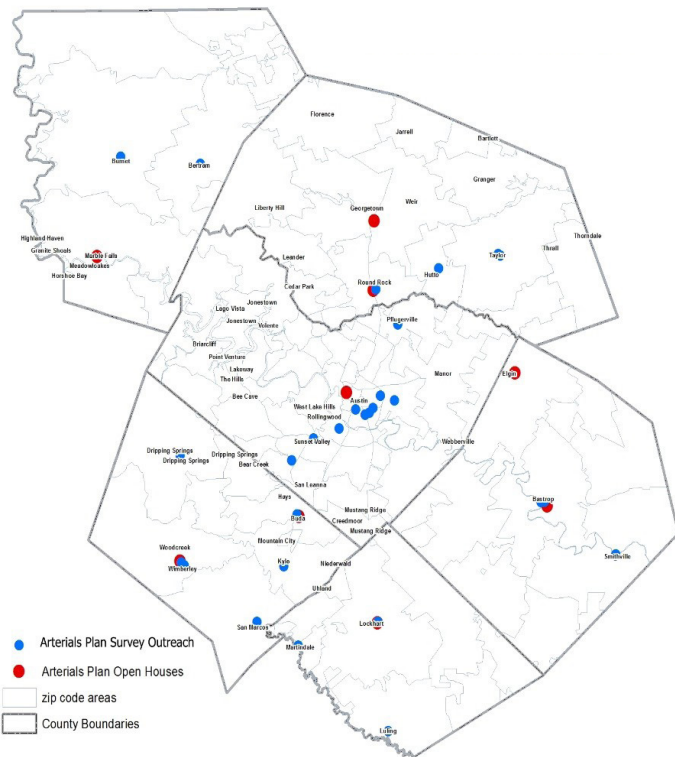 Florence
Jarrell
Bartlett
Burnet
Bertram
Granger
Weir
Georgetown
Liberty Hill
Thorndale
Highland Haven
Granite Shoals
Marble Falls
Meadowlakes
Horshoe Bay
Leander
Taylor
Thrall
Hutto
Cedar Park
Round Rock
Jonestown
Lago Vista
Jonestown
Volente
Pflugerville
Briarcliff
Point Venture
Lakeway
The Hills
Manor
Elgin
Bee Cave
West Lake Hills
Austin
Rollingwood
Sunset Valley
Webberville
Dripping Springs
Dripping Springs
Dripping Springs
Bear Creek
San Leanna
Hays
Bastrop
Mustang Ridge
Buda
Creedmoor
Mustang Ridge
Mountain City
Woodcreek
Wimberley
Kyle
Niederwald
Smithville
Uhland
San Marcos
Lockhart
Martindale
Luling
Arterials Plan Survey Outreach
Arterials Plan Open Houses
zip code areas
County Boundaries